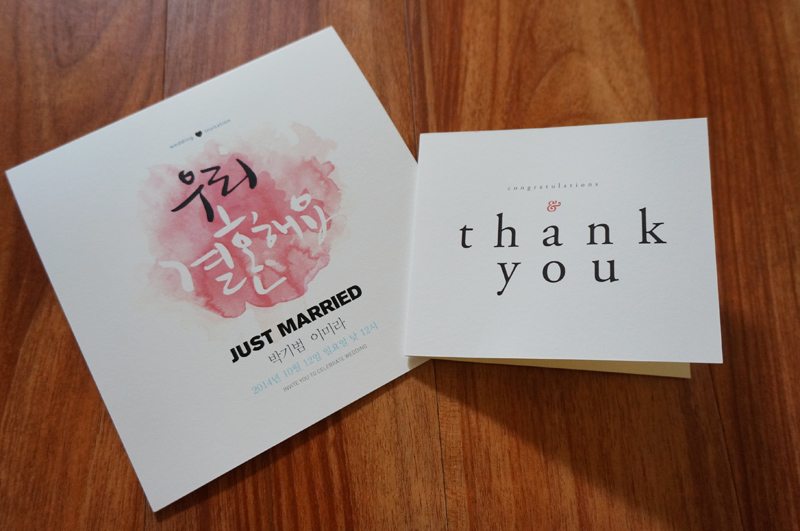 wedding invitation
우리
결혼해요
JUST MARRIED
박기범 이미라
2014년 10월 12일 일요일 낮 12시
INVITE YOU TO CELEBRATE WEDDING
congratulations
&
thank
you